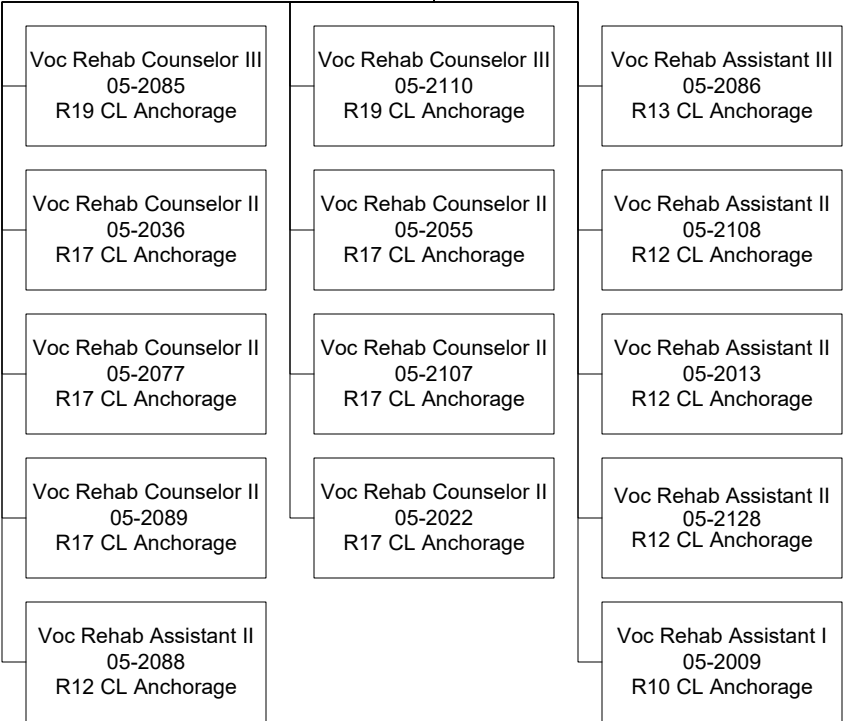 Voc Rehab Counselor III
05-2085
R19 CL Anchorage
Voc Rehab Counselor II
05-2036
R17 CL Anchorage
Voc Rehab Counselor II
05-2077
R17 CL Anchorage
Voc Rehab Counselor II
05-2089
R17 CL Anchorage
Voc Rehab Assistant II
05-2088
R12 CL Anchorage
Voc Rehab Counselor III
05-2110
R19 CL Anchorage
Voc Rehab Counselor II
05-2055
R17 CL Anchorage
Voc Rehab Counselor II
05-2107
R17 CL Anchorage
Voc Rehab Counselor II
05-2022
R17 CL Anchorage
Voc Rehab Assistant III
05-2086
R13 CL Anchorage
Voc Rehab Assistant II
05-2108
R12 CL Anchorage
Voc Rehab Assistant II
05-2013
R12 CL Anchorage
Voc Rehab Assistant II
05-2128
R12 CL Anchorage
Voc Rehab Assistant I
05-2009
R10 CL Anchorage